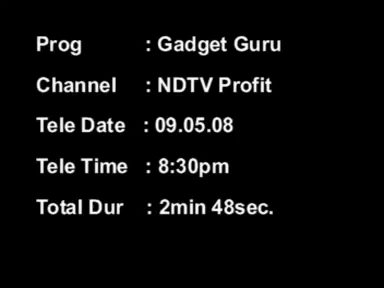 Prog : Gadget Guru
Channel : NDTV Profit
Tele Date : 09.05.08
Tele Time : 8:30pm
Total Dur : 2min 48sec.